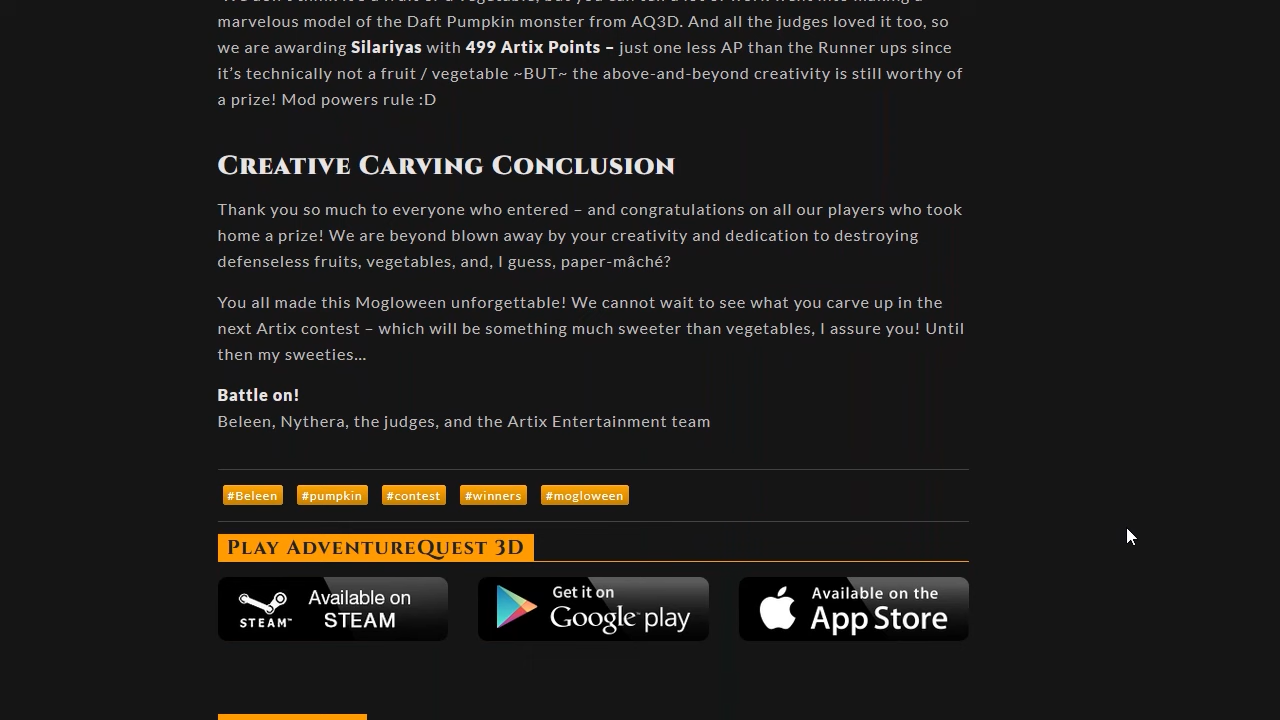 marvelous model of the Daft Pumpkin monster from AQ3D. And all the judges loved it too, so
we are awarding Silariyas with 499 Artix Points – just one less AP than the Runner ups since
it's technically not a fruit / vegetable ~BUT~ the above-and-beyond creativity is still worthy of
a prize! Mod powers rule :D
Creative Carving Conclusion
Thank you so much to everyone who entered – and congratulations on all our players who took
home a prize! We are beyond blown away by your creativity and dedication to destroying
defenseless fruits, vegetables, and, I guess, paper-mâché?
You all made this Mogloween unforgettable! We cannot wait to see what you carve up in the
next Artix contest – which will be something much sweeter than vegetables, I assure you! Until
then my sweeties...
Battle on!
Beleen, Nythera, the judges, and the Artix Entertainment team
#Beleen #pumpkin #contest #winners #mogloween
Play AdventureQuest 3D
Available on
STEAM
STEAM™
Get it on
Google™ play
Available on the
App Store